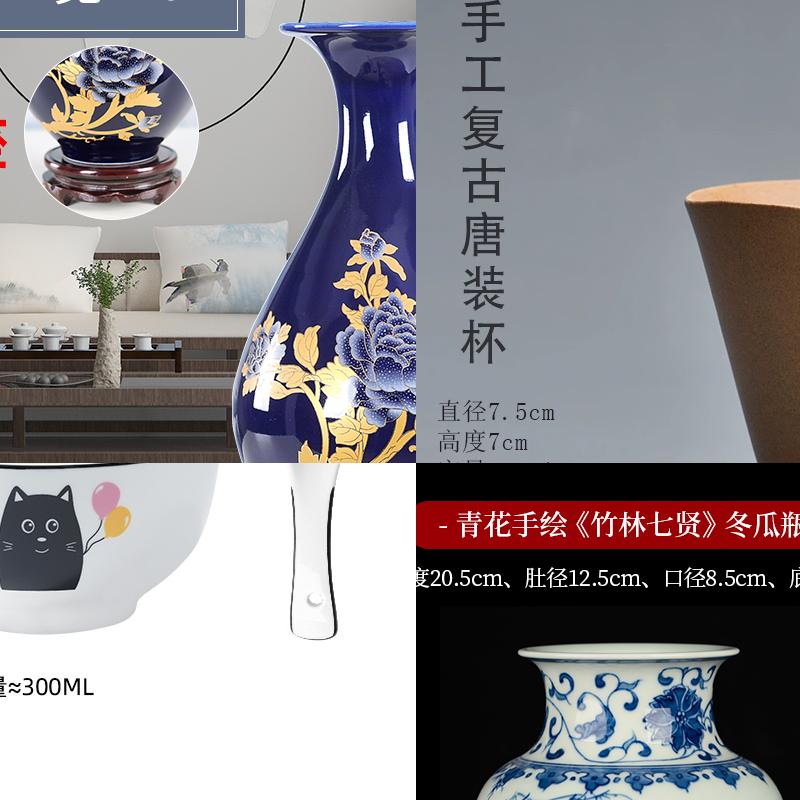 手工复古唐装杯
直径7.5cm
高度7cm
量≈300ML
- 青花手绘《竹林七贤》冬瓜瓶
度20.5cm、肚径12.5cm、口径8.5cm、底